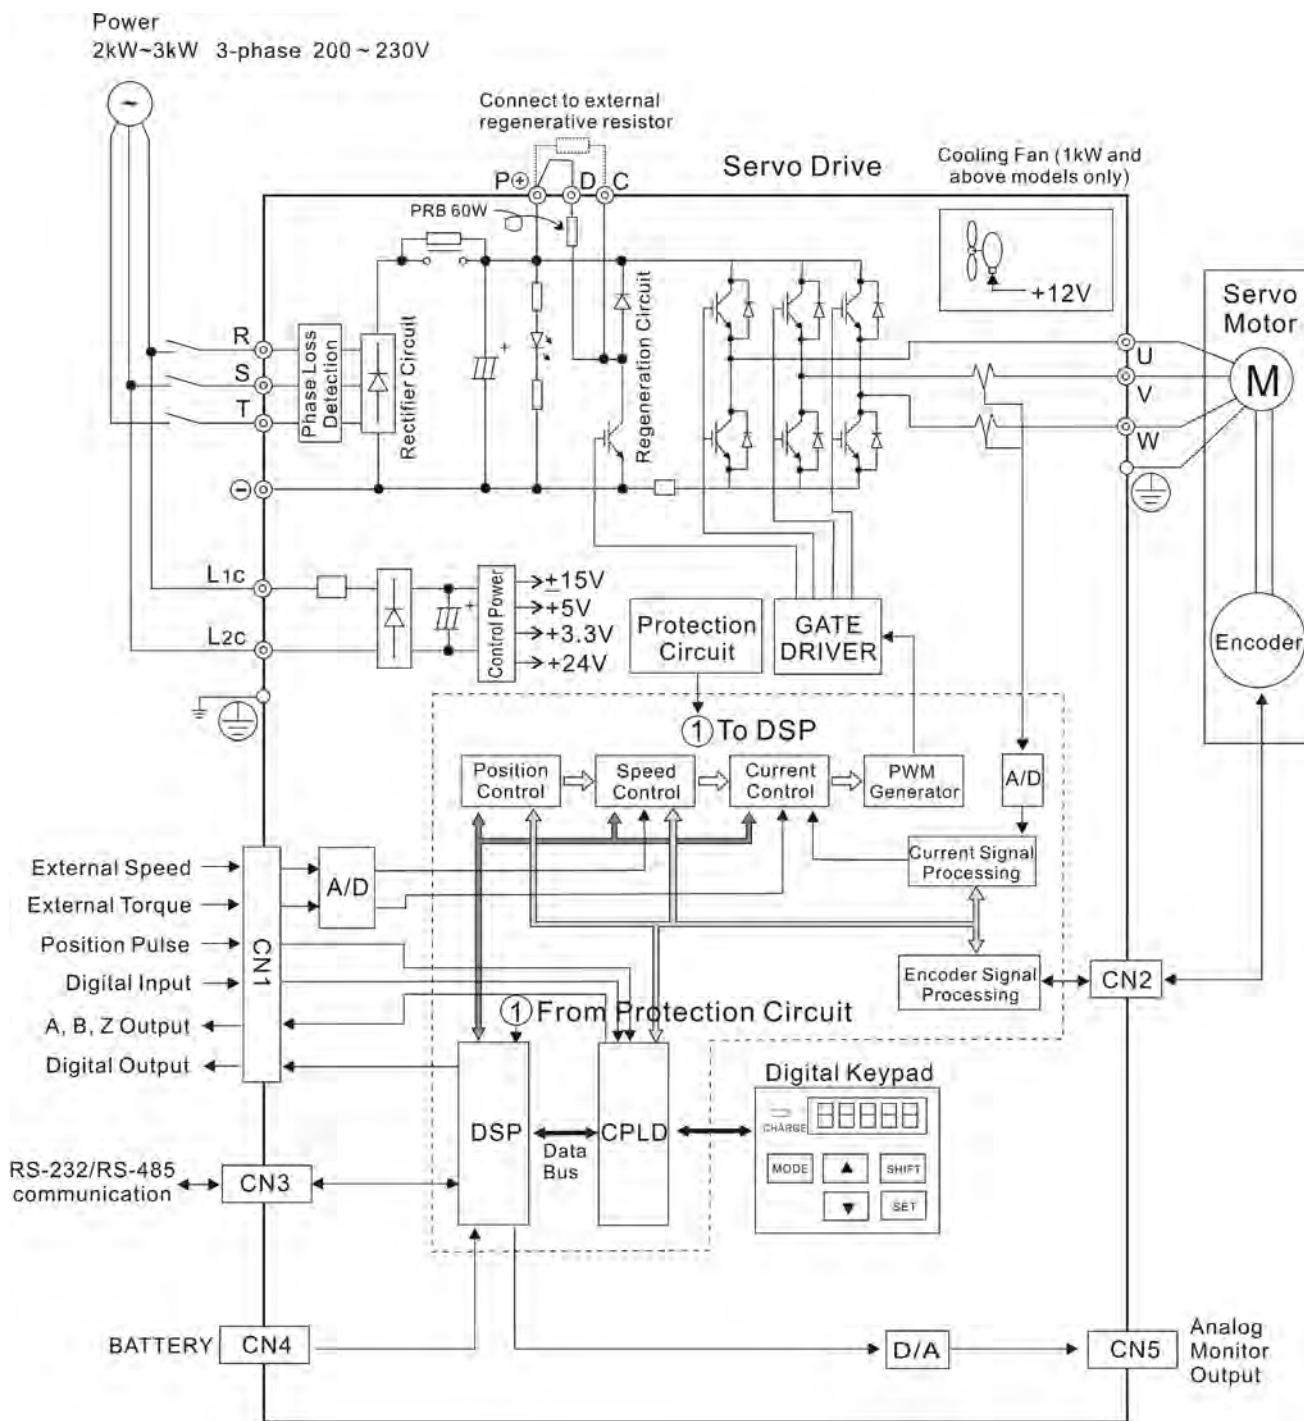 Power
2kW~3kW 3-phase 200 ~ 230V
~
Connect to external
regenerative resistor
P⊕
D
C
Servo Drive
Cooling Fan (1kW and
above models only)
PRB 60W
+12V
Servo
Motor
R
S
T
Phase Loss
Detection
Rectifier Circuit
+
Regeneration Circuit
U
V
W
M
⊖
L1C
L2C
+
Control Power
±15V
+5V
+3.3V
+24V
Protection
Circuit
GATE
DRIVER
Encoder
① To DSP
Position
Control
Speed
Control
Current
Control
PWM
Generator
A/D
Current Signal
Processing
External Speed
External Torque
Position Pulse
Digital Input
A, B, Z Output
Digital Output
CN1
A/D
Encoder Signal
Processing
CN2
① From Protection Circuit
DSP
Data
Bus
CPLD
Digital Keypad
CHARGE
88888
MODE
▲
SHIFT
▼
SET
RS-232/RS-485
communication
CN3
BATTERY
CN4
D/A
CN5
Analog
Monitor
Output